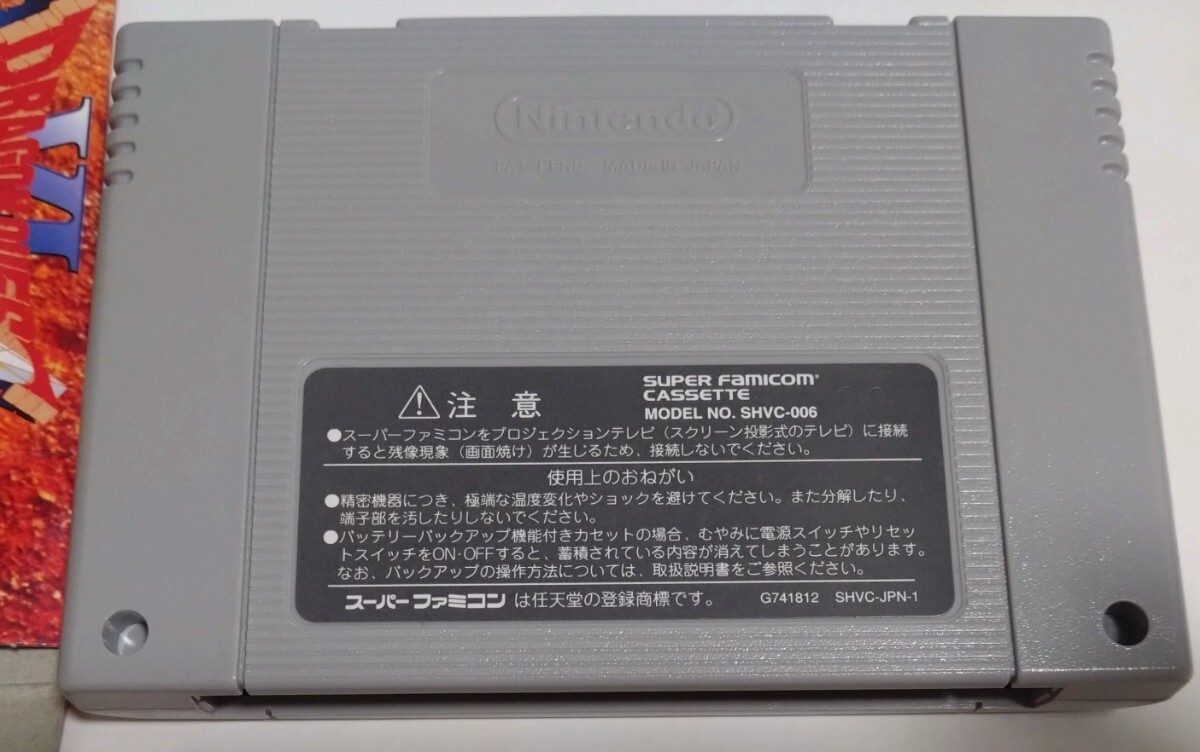 DRAGON QUEST
VI
Nintendo
PAT. PEND. MADE IN JAPAN
注意
SUPER FAMICOM
CASSETTE
MODEL NO. SHVC-006
●スーパーファミコンをプロジェクションテレビ（スクリーン投影式のテレビ）に接続
すると残像現象（画面焼け）が生じるため、接続しないでください。
使用上のおねがい
●精密機器につき、極端な温度変化やショックを避けてください。また分解したり、
端子部を汚したりしないでください。
●バッテリーバックアップ機能付きカセットの場合、むやみに電源スイッチやリセッ
トスイッチをON·OFFすると、蓄積されている内容が消えてしまうことがあります。
なお、バックアップの操作方法については、取扱説明書をご参照ください。
スーパーファミコンは任天堂の登録商標です。 G741812 SHVC-JPN-1